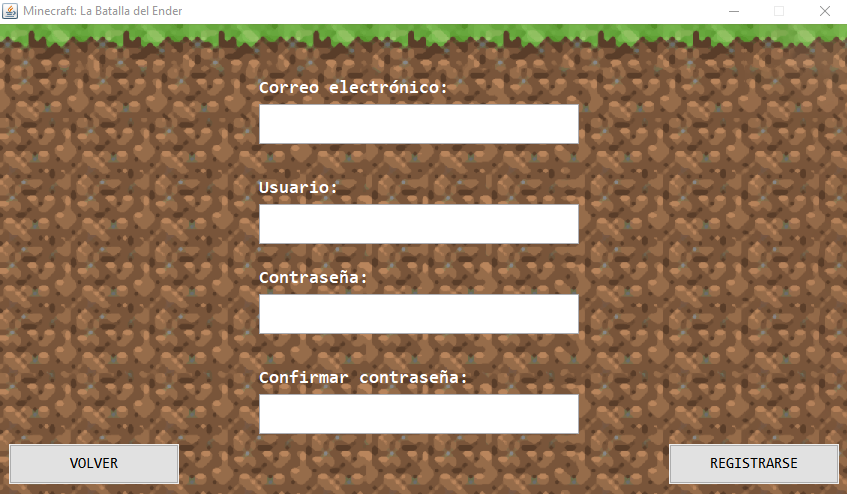 Minecraft: La Batalla del Ender
Correo electrónico:
Usuario:
Contraseña:
Confirmar contraseña:
VOLVER
REGISTRARSE